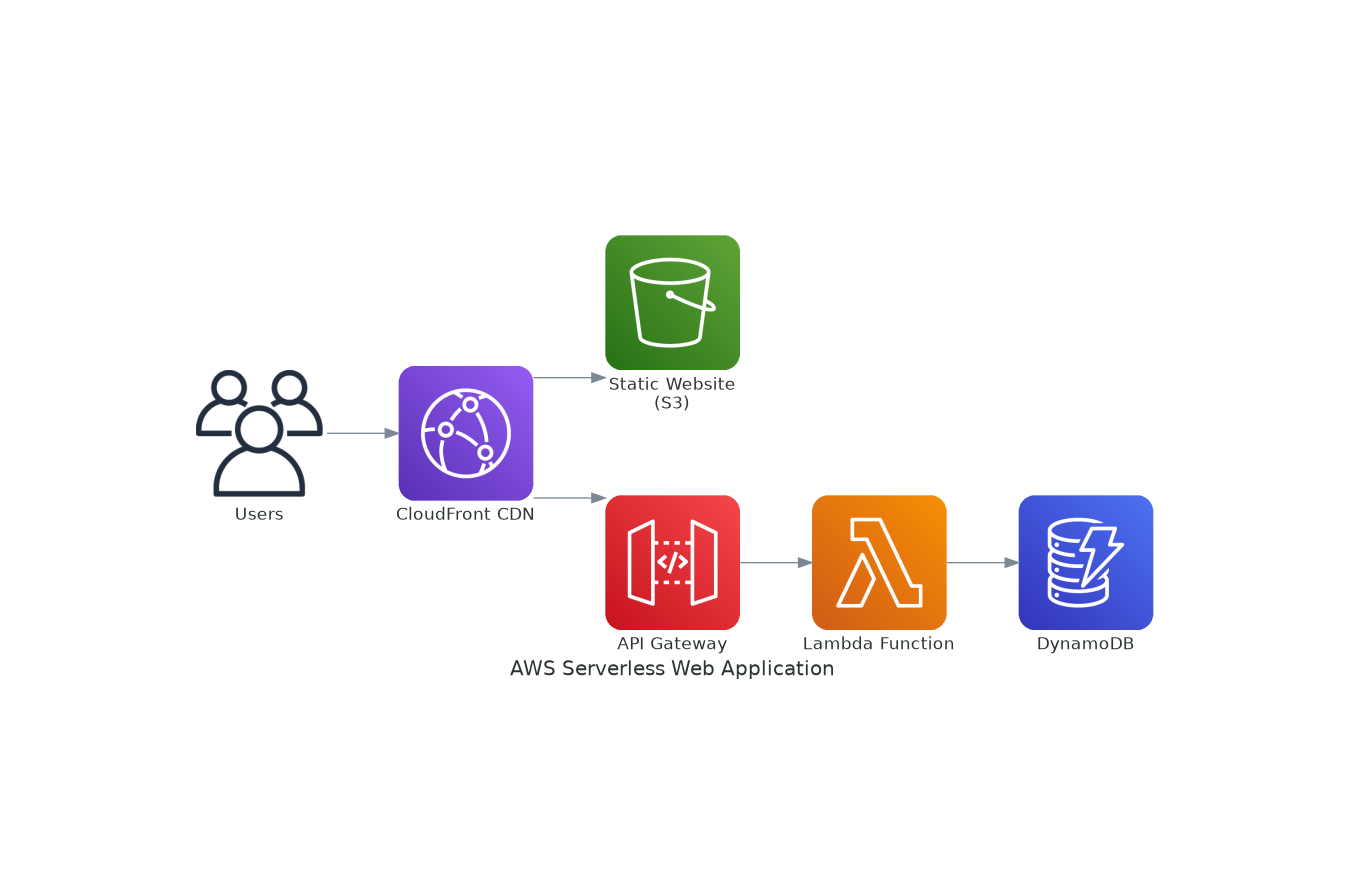 Static Website
(S3)
Users
CloudFront CDN
</>
API Gateway
Lambda Function
DynamoDB
AWS Serverless Web Application